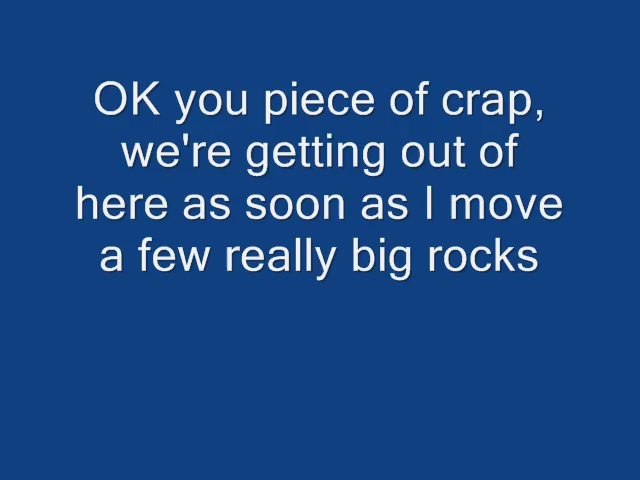 OK you piece of crap,
we're getting out of
here as soon as I move
a few really big rocks